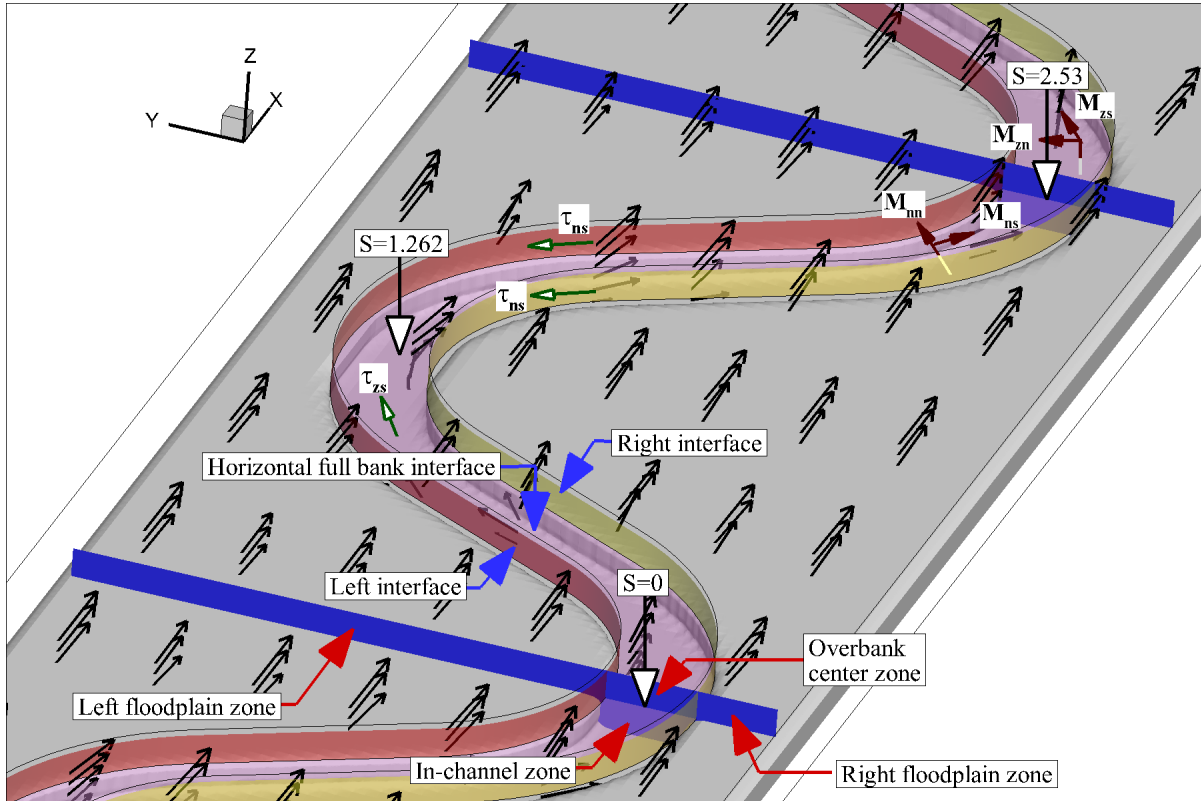 Z
X
Y
S=2.53
M_zs
M_zn
M_nn
M_ns
τ_ns
S=1.262
τ_ns
τ_zs
Right interface
Horizontal full bank interface
Left interface
S=0
Overbank
center zone
Left floodplain zone
In-channel zone
Right floodplain zone